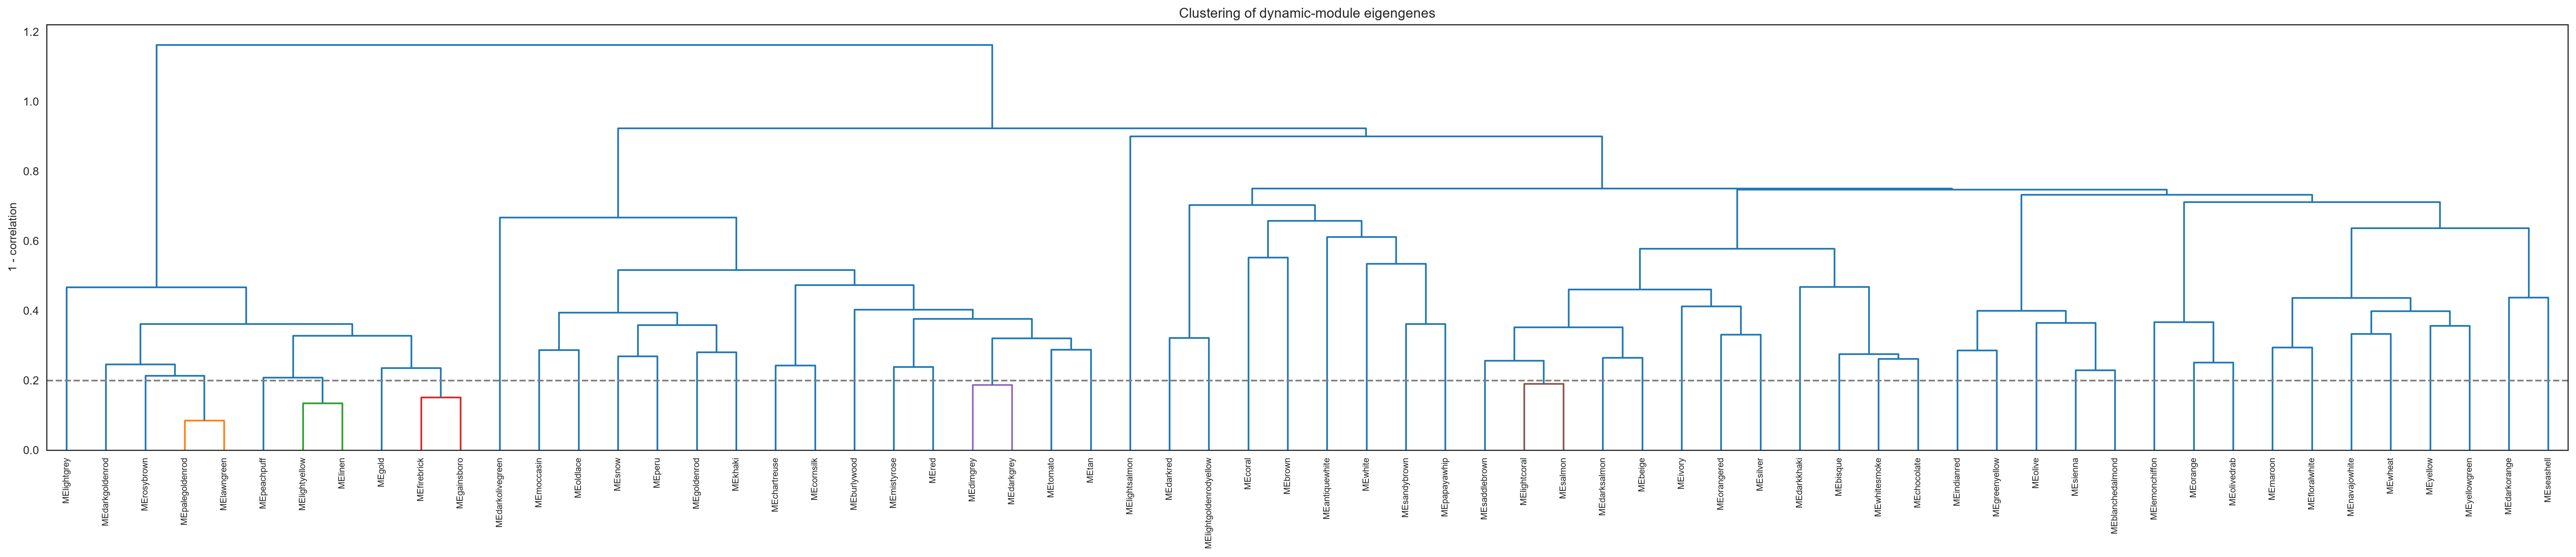 Clustering of dynamic-module eigengenes
1.2
1.0
0.8
0.6
0.4
0.2
0.0
1 - correlation
MElightgrey
MEdarkgoldenrod
MErosybrown
MEpalegoldenrod
MElawngreen
MEpeachpuff
MElightyellow
MElinen
MEgold
MEfirebrick
MEgainsboro
MEdarkolivegreen
MEmoccasin
MEoldlace
MEsnow
MEperu
MEgoldenrod
MEkhaki
MEchartreuse
MEcornsilk
MEburlywood
MEmistyrose
MEred
MEdimgrey
MEdarkgrey
MEtomato
MEtan
MElightsalmon
MEdarkred
MElightgoldenrodyellow
MEcoral
MEbrown
MEantiquewhite
MEwhite
MEsandybrown
MEpapayawhip
MEsaddlebrown
MElightcoral
MEsalmon
MEdarksalmon
MEbeige
MEivory
MEorangered
MEsilver
MEdarkkhaki
MEbisque
MEwhitesmoke
MEchocolate
MEindianred
MEgreenyellow
MEolive
MEsienna
MEblanchedalmond
MElemonchiffon
MEorange
MEolivedrab
MEmaroon
MEfloralwhite
MEnavajowhite
MEwheat
MEyellow
MEyellowgreen
MEdarkorange
MEseashell